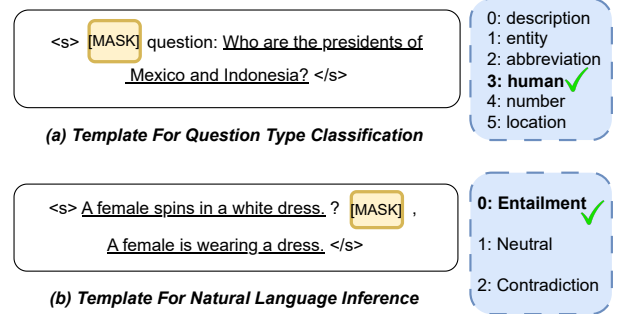 <s> [MASK] question: Who are the presidents of
Mexico and Indonesia? </s>
0: description
1: entity
2: abbreviation
3: human
4: number
5: location
(a) Template For Question Type Classification
<s> A female spins in a white dress. ? [MASK] ,
A female is wearing a dress. </s>
0: Entailment
1: Neutral
2: Contradiction
(b) Template For Natural Language Inference